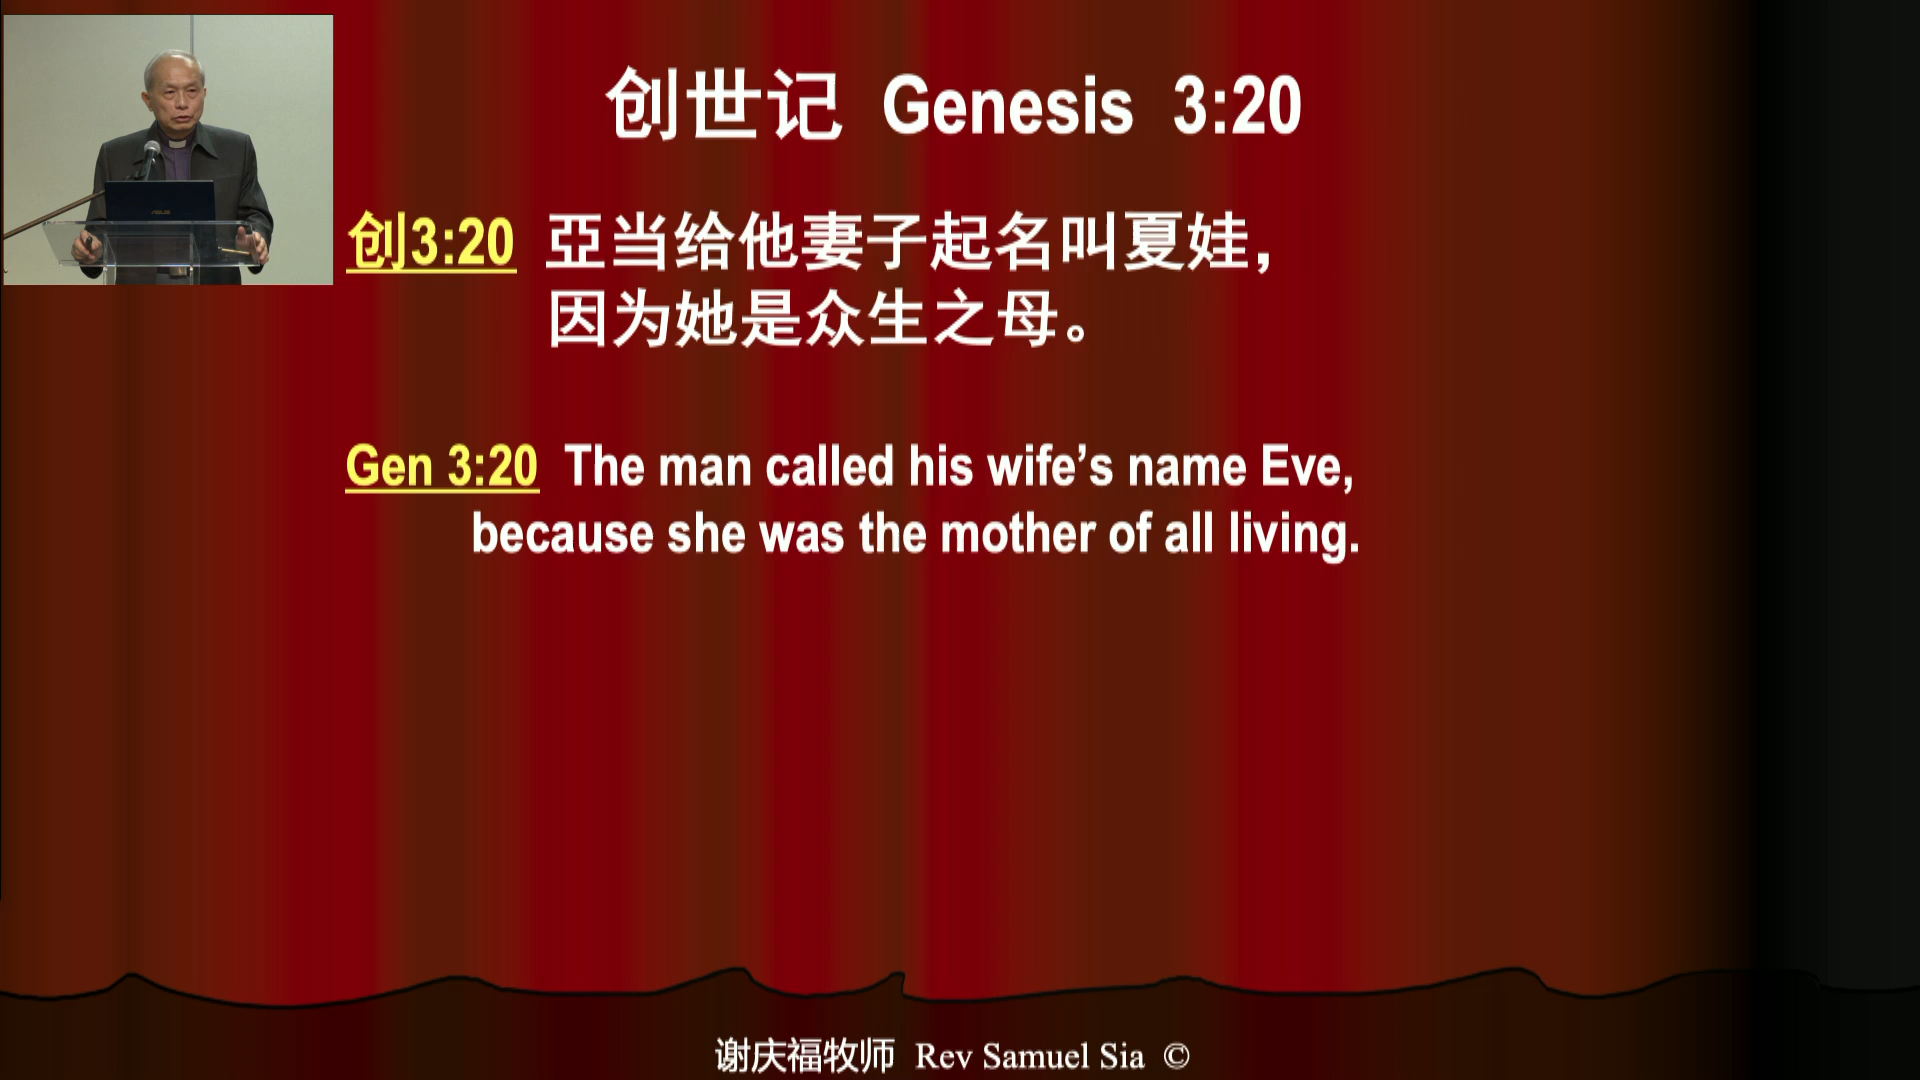 创世记 Genesis 3:20
创3:20 亞当给他妻子起名叫夏娃，
因为她是众生之母。
Gen 3:20 The man called his wife’s name Eve,
because she was the mother of all living.
谢庆福牧师 Rev Samuel Sia ©